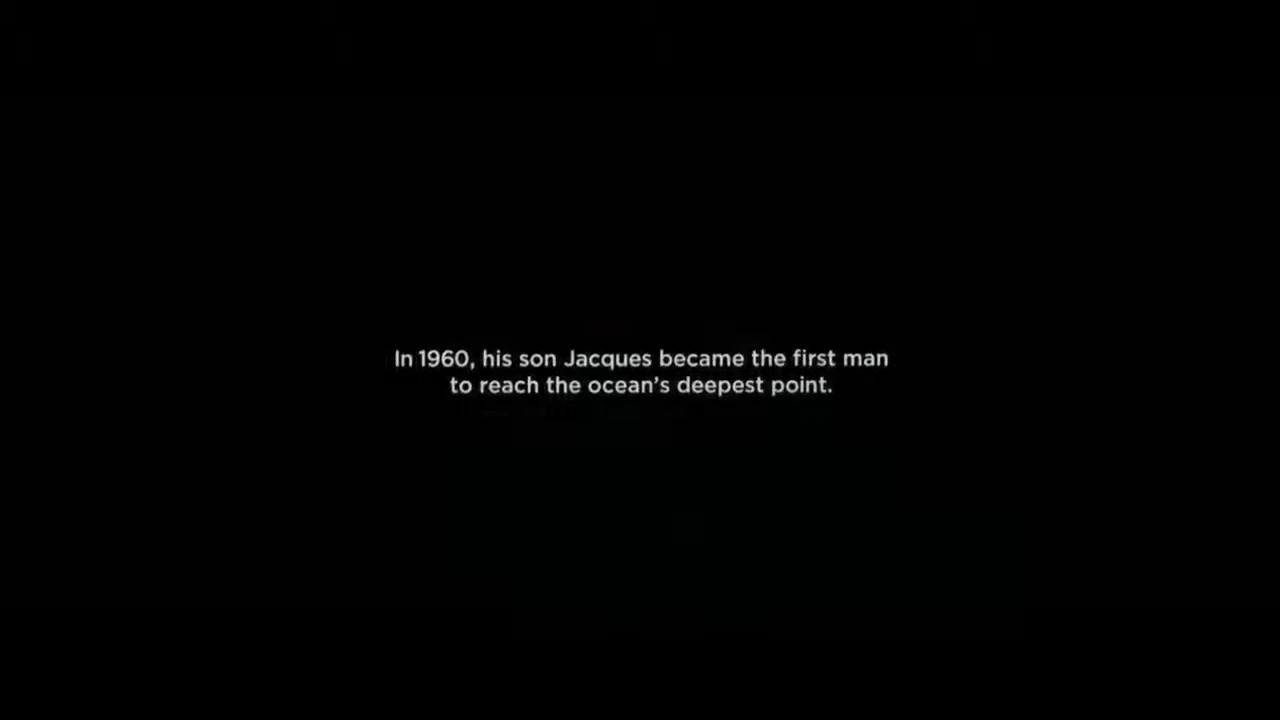 In 1960, his son Jacques became the first man
to reach the ocean's deepest point.